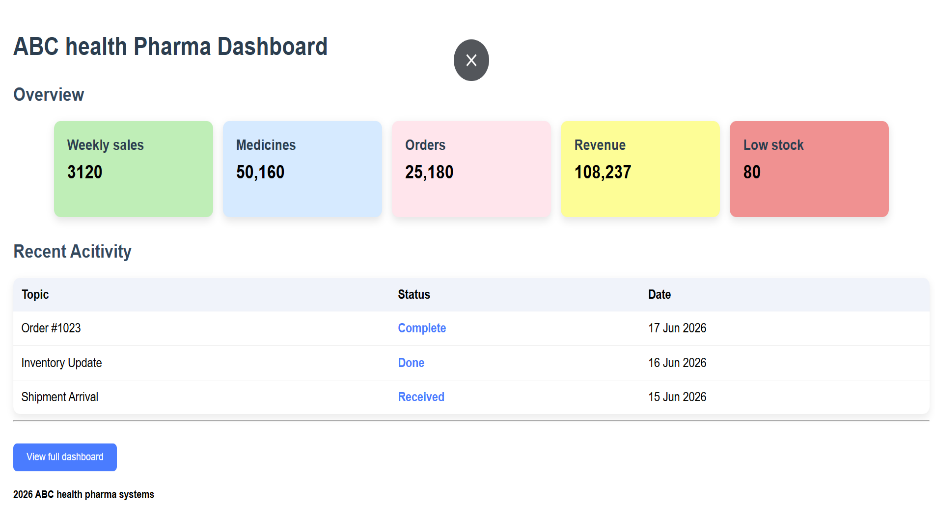 ABC health Pharma Dashboard
Overview
Weekly sales Medicines Orders Revenue Low stock
3120 50,160 25,180 108,237 80
Recent Acitivity
Topic Status Date
Order #1023 Complete 17 Jun 2026
Inventory Update Done 16 Jun 2026
Shipment Arrival Received 15 Jun 2026
View full dashboard
2026 ABC health pharma systems